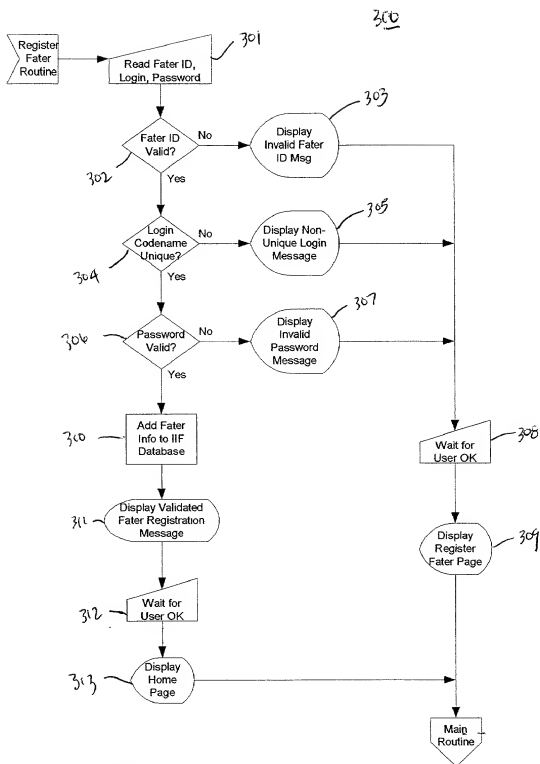 300
Register
Fater
Routine
301
Read Fater ID,
Login, Password
303
Fater ID
Valid?
No
Display
Invalid Fater
ID Msg
302
Yes
305
Login
Codename
Unique?
No
Display Non-
Unique Login
Message
304
Yes
307
Password
Valid?
No
Display
Invalid
Password
Message
306
Yes
310
Add Fater
Info to IIF
Database
308
Wait for
User OK
311
Display Validated
Fater Registration
Message
309
Display
Register
Fater Page
312
Wait for
User OK
313
Display
Home
Page
Main
Routine